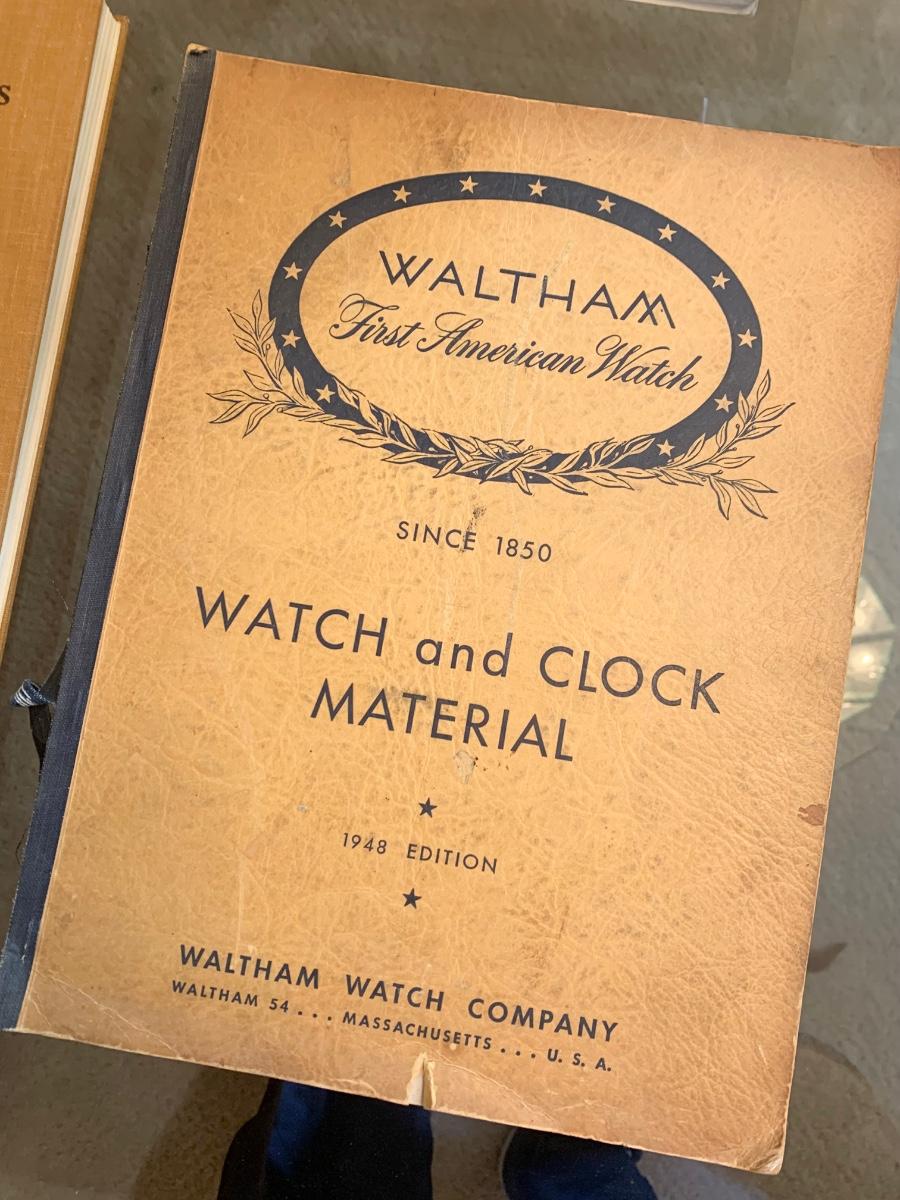 WALTHAM
First American Watch
SINCE 1850
WATCH and CLOCK
MATERIAL
1948 EDITION
WALTHAM WATCH COMPANY
WALTHAM 54 . . . MASSACHUSETTS . . . U. S. A.